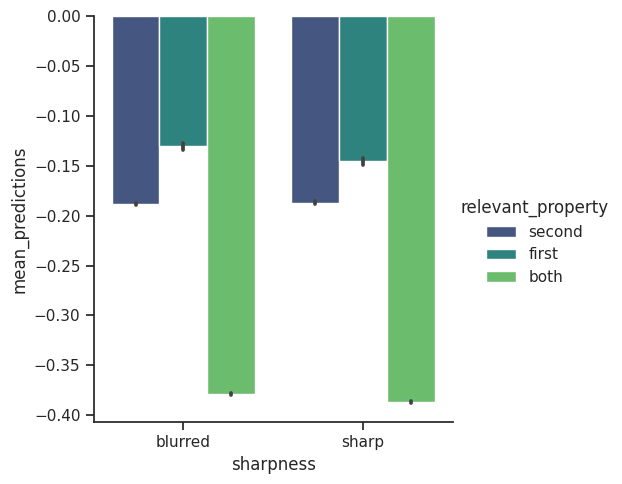 0.00
−0.05
−0.10
−0.15
−0.20
−0.25
−0.30
−0.35
−0.40
mean_predictions
blurred
sharp
sharpness
relevant_property
second
first
both